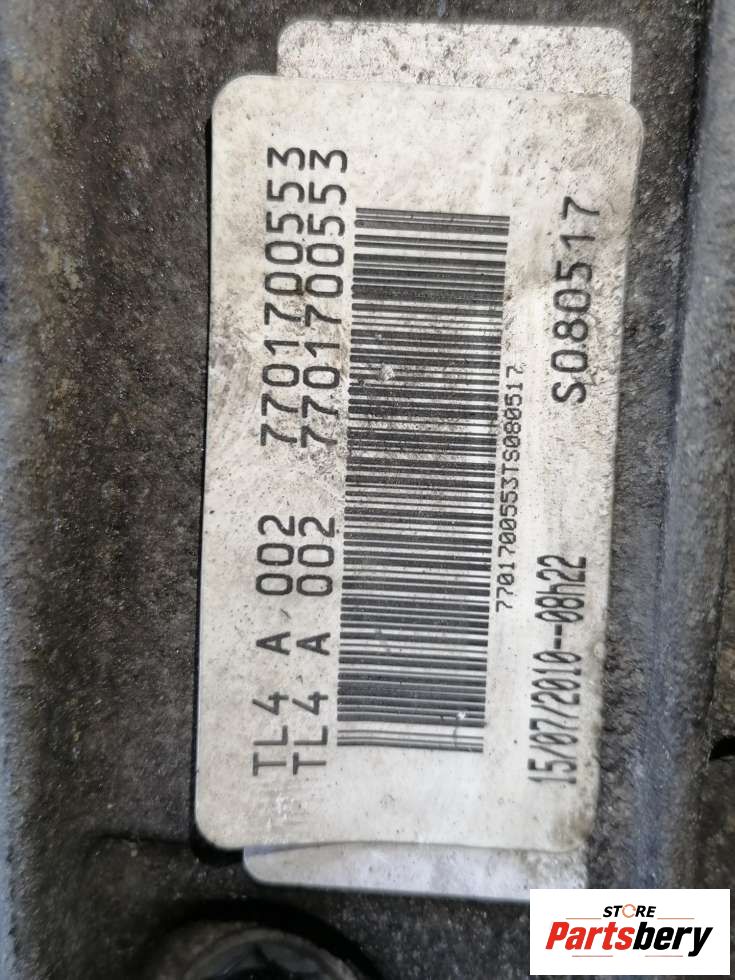 TL4 A 002 7701700553
TL4 A 002 7701700553
7701700553TS080517
15/07/2010--08h22 S080517
STORE
Partsbery